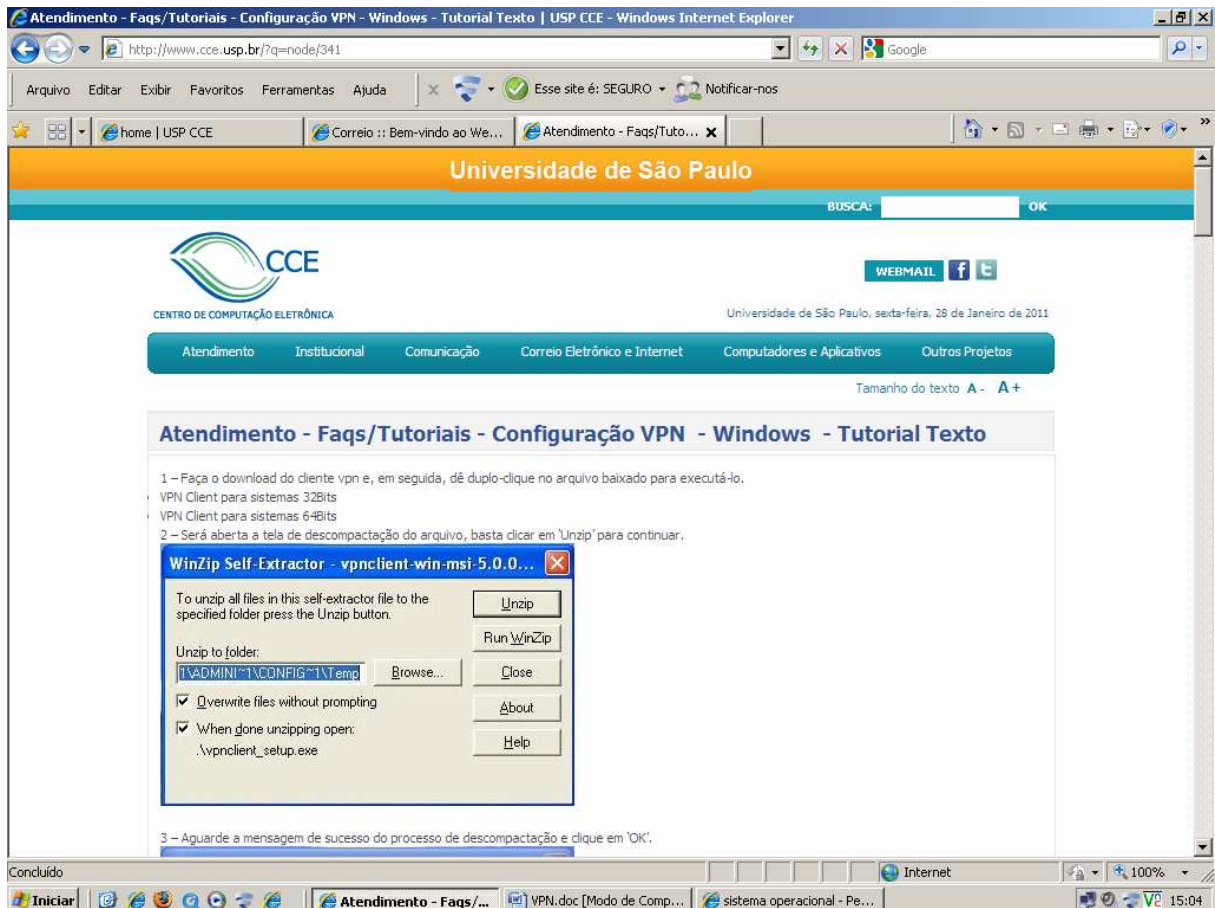 Atendimento - Faqs/Tutoriais - Configuração VPN - Windows - Tutorial Texto | USP CCE - Windows Internet Explorer
http://www.cce.usp.br/?q=node/341
Google
Arquivo Editar Exibir Favoritos Ferramentas Ajuda
Esse site é: SEGURO
Notificar-nos
home | USP CCE
Correio :: Bem-vindo ao We...
Atendimento - Faqs/Tuto...
Universidade de São Paulo
BUSCA:
OK
CCE
CENTRO DE COMPUTAÇÃO ELETRÔNICA
WEBMAIL
Universidade de São Paulo, sexta-feira, 28 de Janeiro de 2011
Atendimento Institucional Comunicação Correio Eletrônico e Internet Computadores e Aplicativos Outros Projetos
Tamanho do texto A - A +
Atendimento - Faqs/Tutoriais - Configuração VPN - Windows - Tutorial Texto
1 – Faça o download do cliente vpn e, em seguida, dê duplo-clique no arquivo baixado para executá-lo.
VPN Client para sistemas 32Bits
VPN Client para sistemas 64Bits
2 – Será aberta a tela de descompactação do arquivo, basta clicar em 'Unzip' para continuar.
WinZip Self-Extractor - vpnclient-win-msi-5.0.0...
To unzip all files in this self-extractor file to the
specified folder press the Unzip button.
Unzip to folder:
1\ADMINI~1\CONFIG~1\Temp
Browse...
Overwrite files without prompting
When done unzipping open:
.\vpnclient_setup.exe
Unzip
Run WinZip
Close
About
Help
3 – Aguarde a mensagem de sucesso do processo de descompactação e clique em 'OK'.
Concluído
Internet
100%
Iniciar
Atendimento - Faqs/...
VPN.doc [Modo de Comp...
sistema operacional - Pe...
15:04